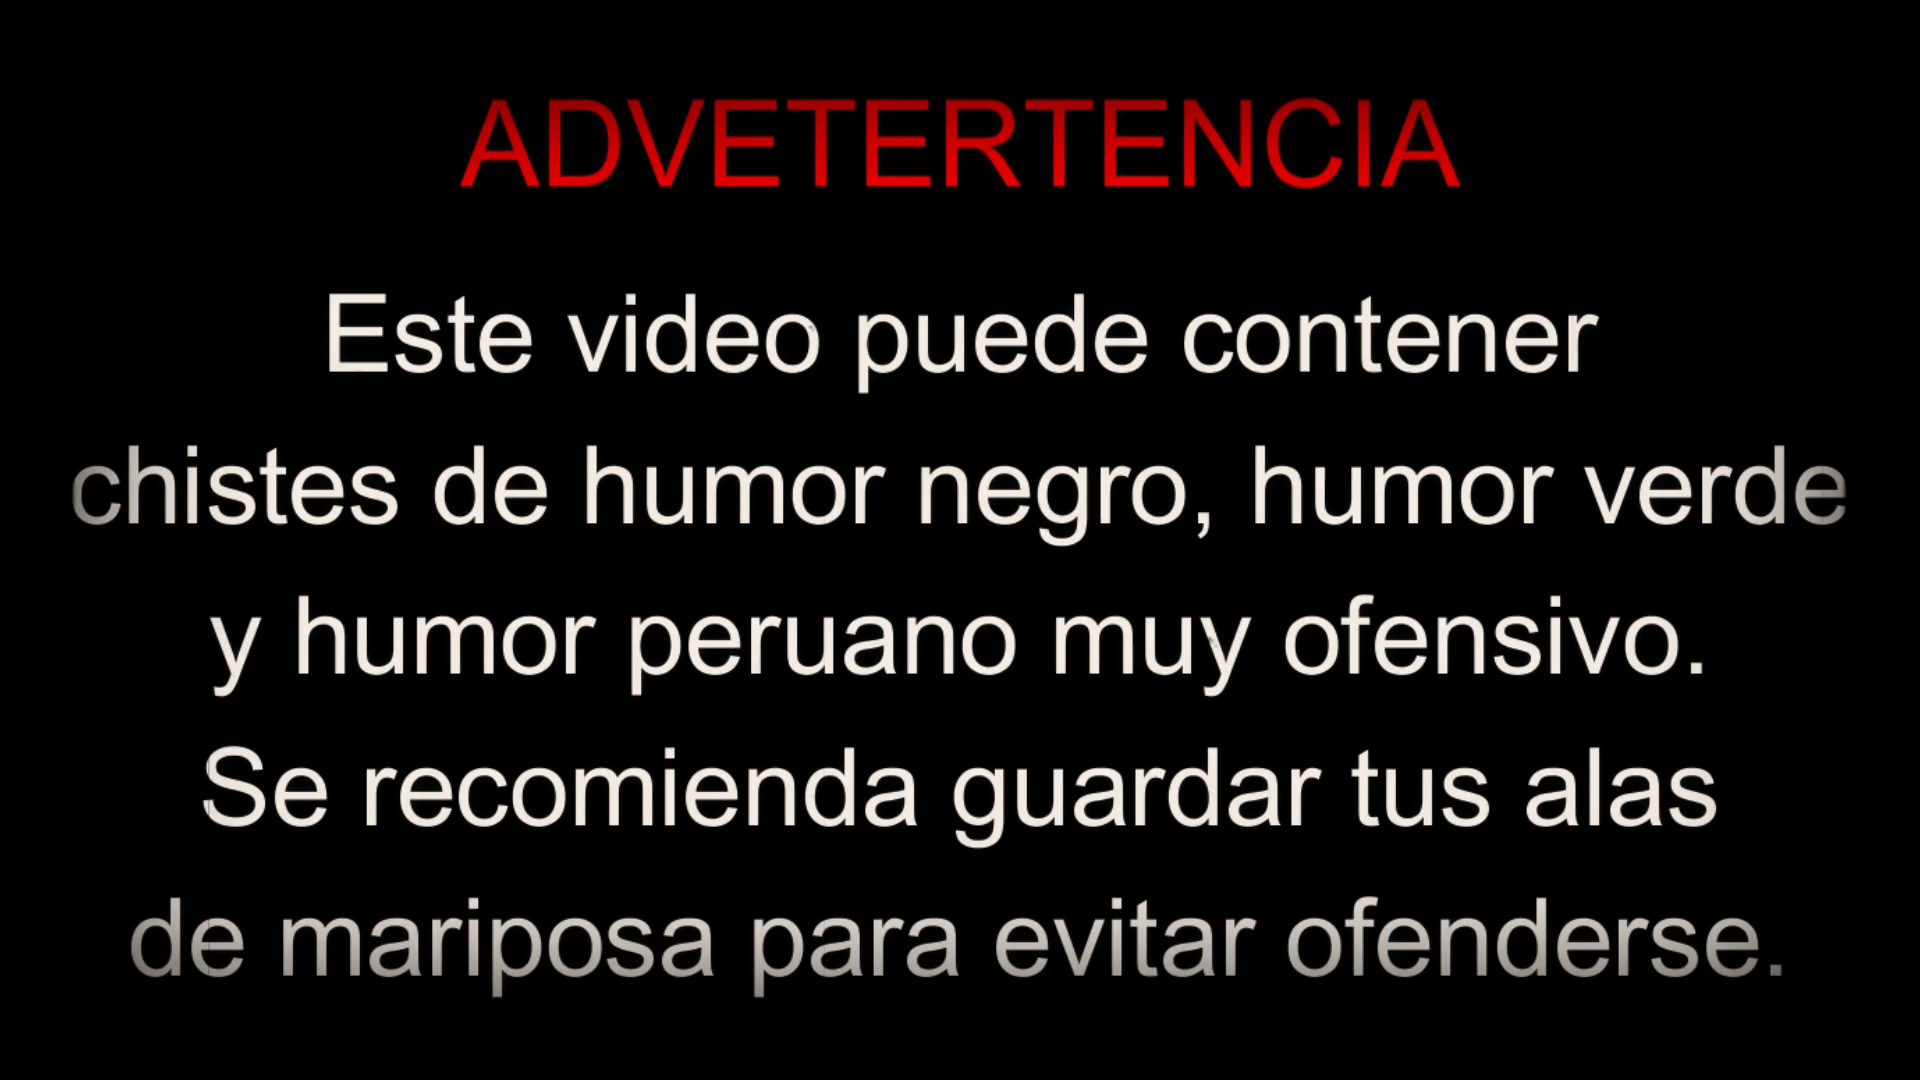 ADVETERTENCIA
Este video puede contener
chistes de humor negro, humor verde
y humor peruano muy ofensivo.
Se recomienda guardar tus alas
de mariposa para evitar ofenderse.